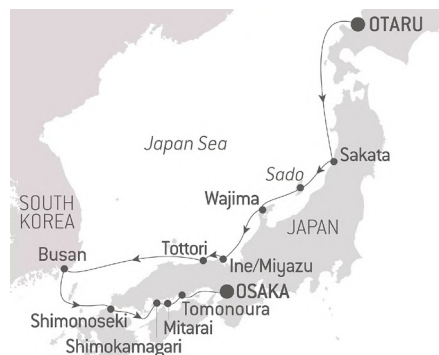 OTARU
Japan Sea
Sakata
Sado
Wajima
SOUTH
KOREA
JAPAN
Busan
Tottori
Ine/Miyazu
OSAKA
Tomonoura
Shimonoseki
Mitarai
Shimokamagari